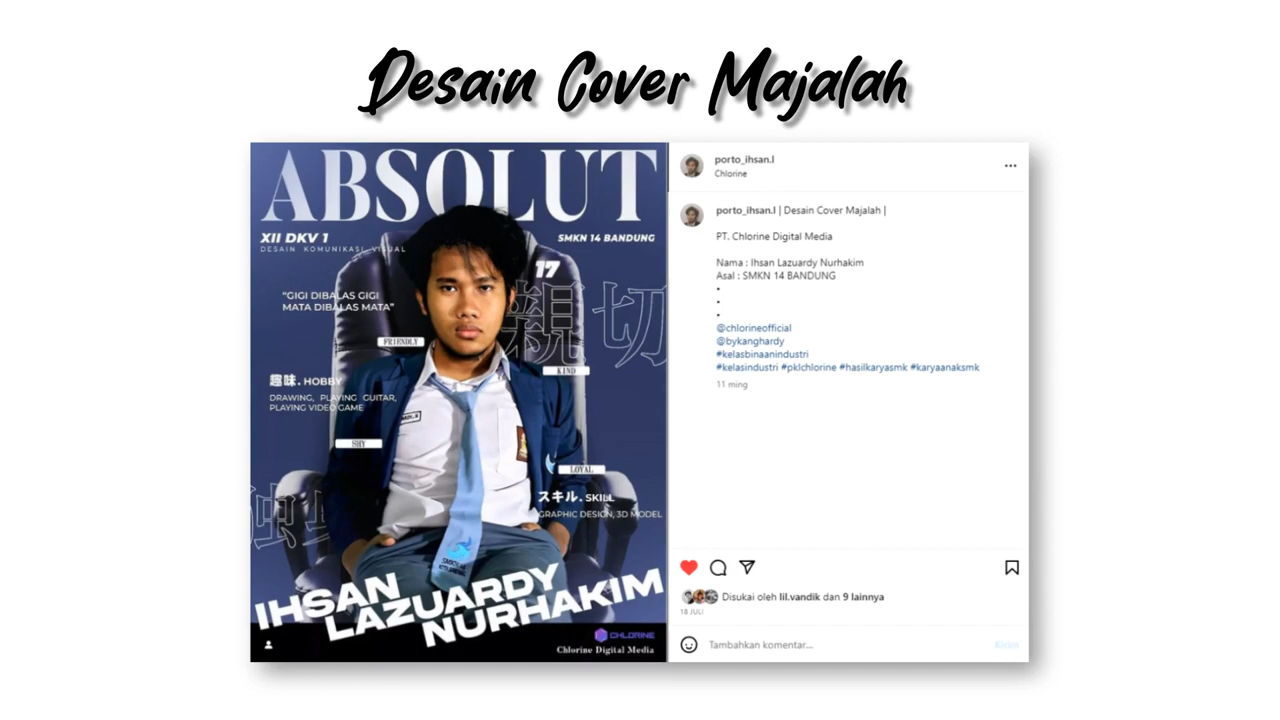 Desain Cover Majalah
ABSOLUT
XII DKV 1
DESAIN KOMUNIKASI VISUAL
SMKN 14 BANDUNG
17
"GIGI DIBALAS GIGI
MATA DIBALAS MATA"
親切
FRIENDLY
KIND
趣味. HOBBY
DRAWING, PLAYING GUITAR,
PLAYING VIDEO GAME
SHY
LOYAL
スキル. SKILL
GRAPHIC DESIGN, 3D MODEL
IHSAN
LAZUARDY
NURHAKIM
CHLORINE
Chlorine Digital Media
porto_ihsan.l
Chlorine
porto_ihsan.l | Desain Cover Majalah |
PT. Chlorine Digital Media
Nama : Ihsan Lazuardy Nurhakim
Asal : SMKN 14 BANDUNG
•
•
•
@chlorineofficial
@bykanghardy
#kelasbinaanindustri
#kelasindustri #pklchlorine #hasilkaryasmk #karyaanaksmk
11 ming
Disukai oleh lil.vandik dan 9 lainnya
18 JULI
Tambahkan komentar...
Kirim